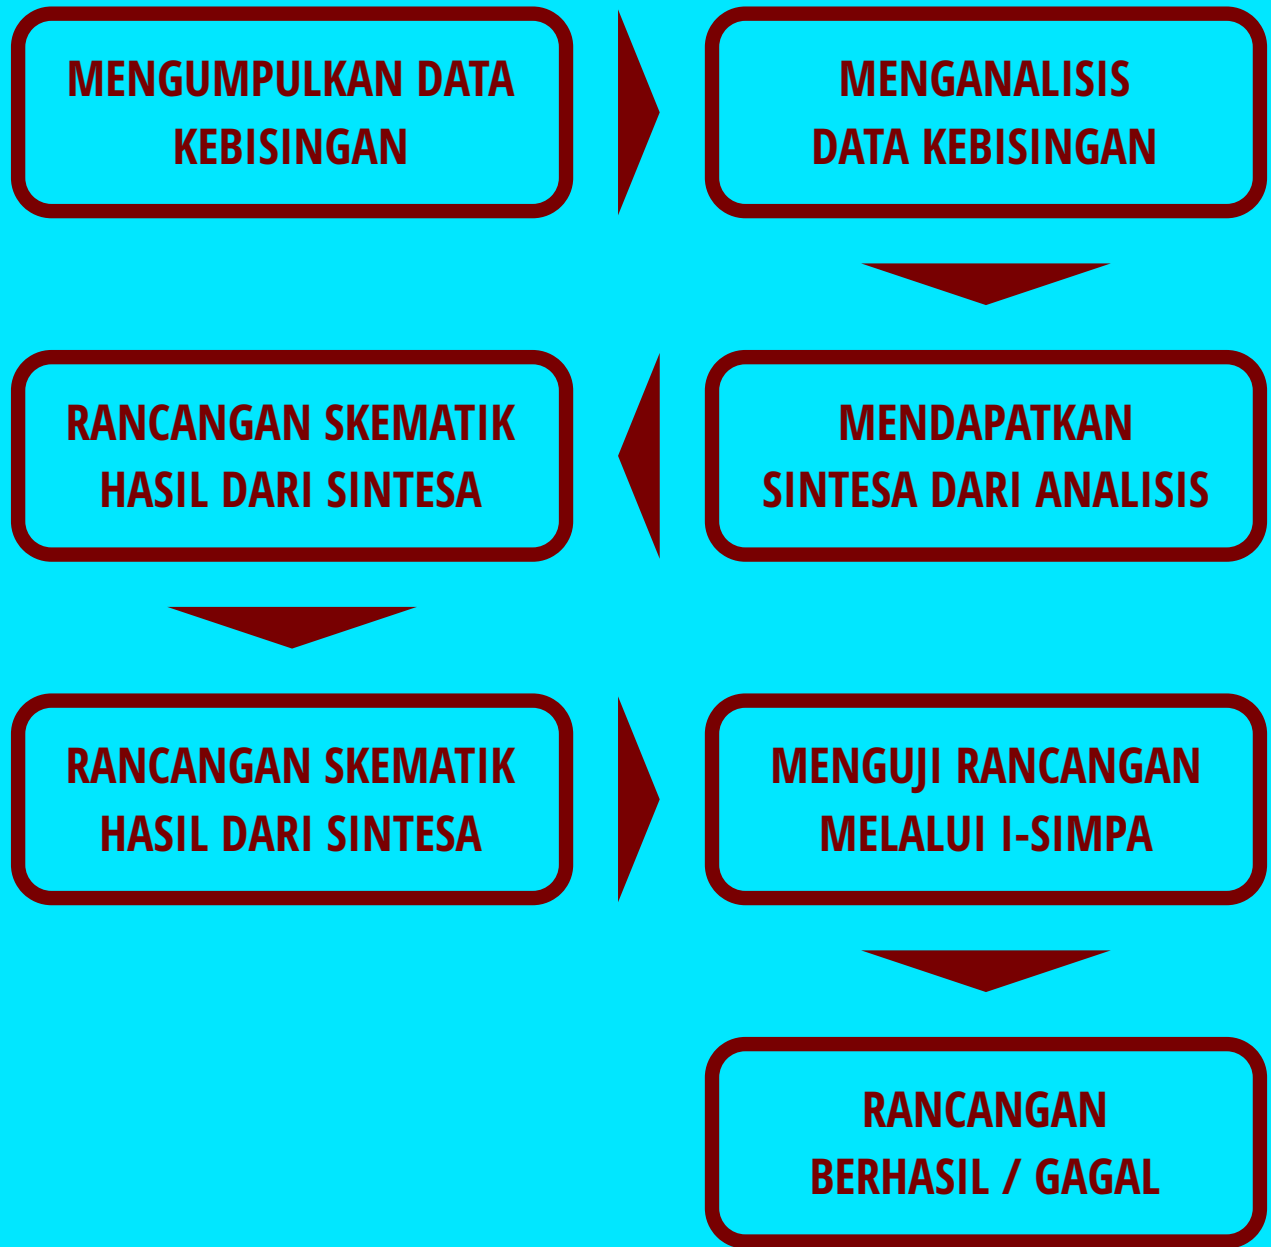 MENGUMPULKAN DATA
KEBISINGAN
MENGANALISIS
DATA KEBISINGAN
MENDAPATKAN
SINTESA DARI ANALISIS
RANCANGAN SKEMATIK
HASIL DARI SINTESA
RANCANGAN SKEMATIK
HASIL DARI SINTESA
MENGUJI RANCANGAN
MELALUI I-SIMPA
RANCANGAN
BERHASIL / GAGAL